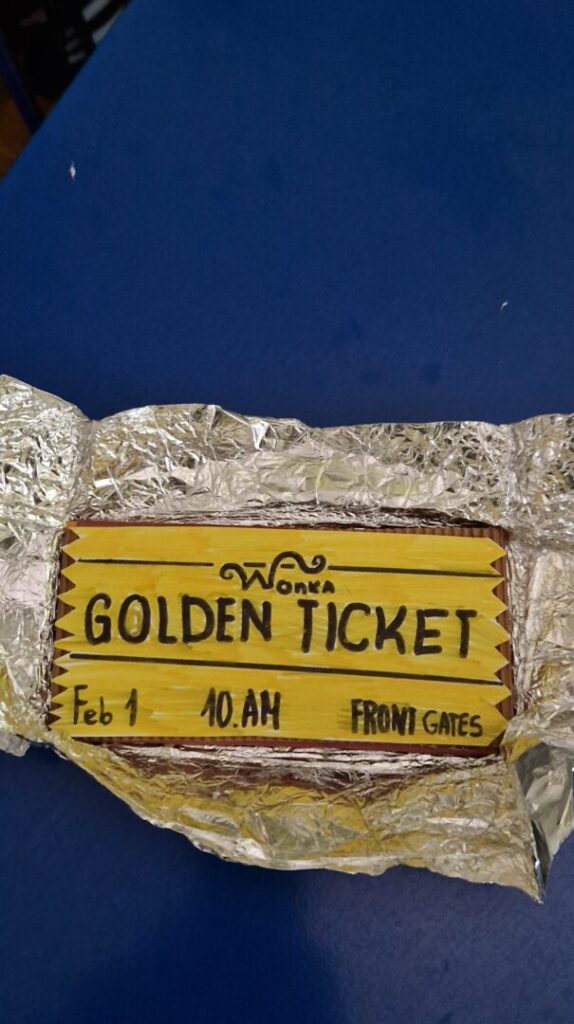 Wonka
GOLDEN TICKET
Feb 1 10.AM FRONT GATES